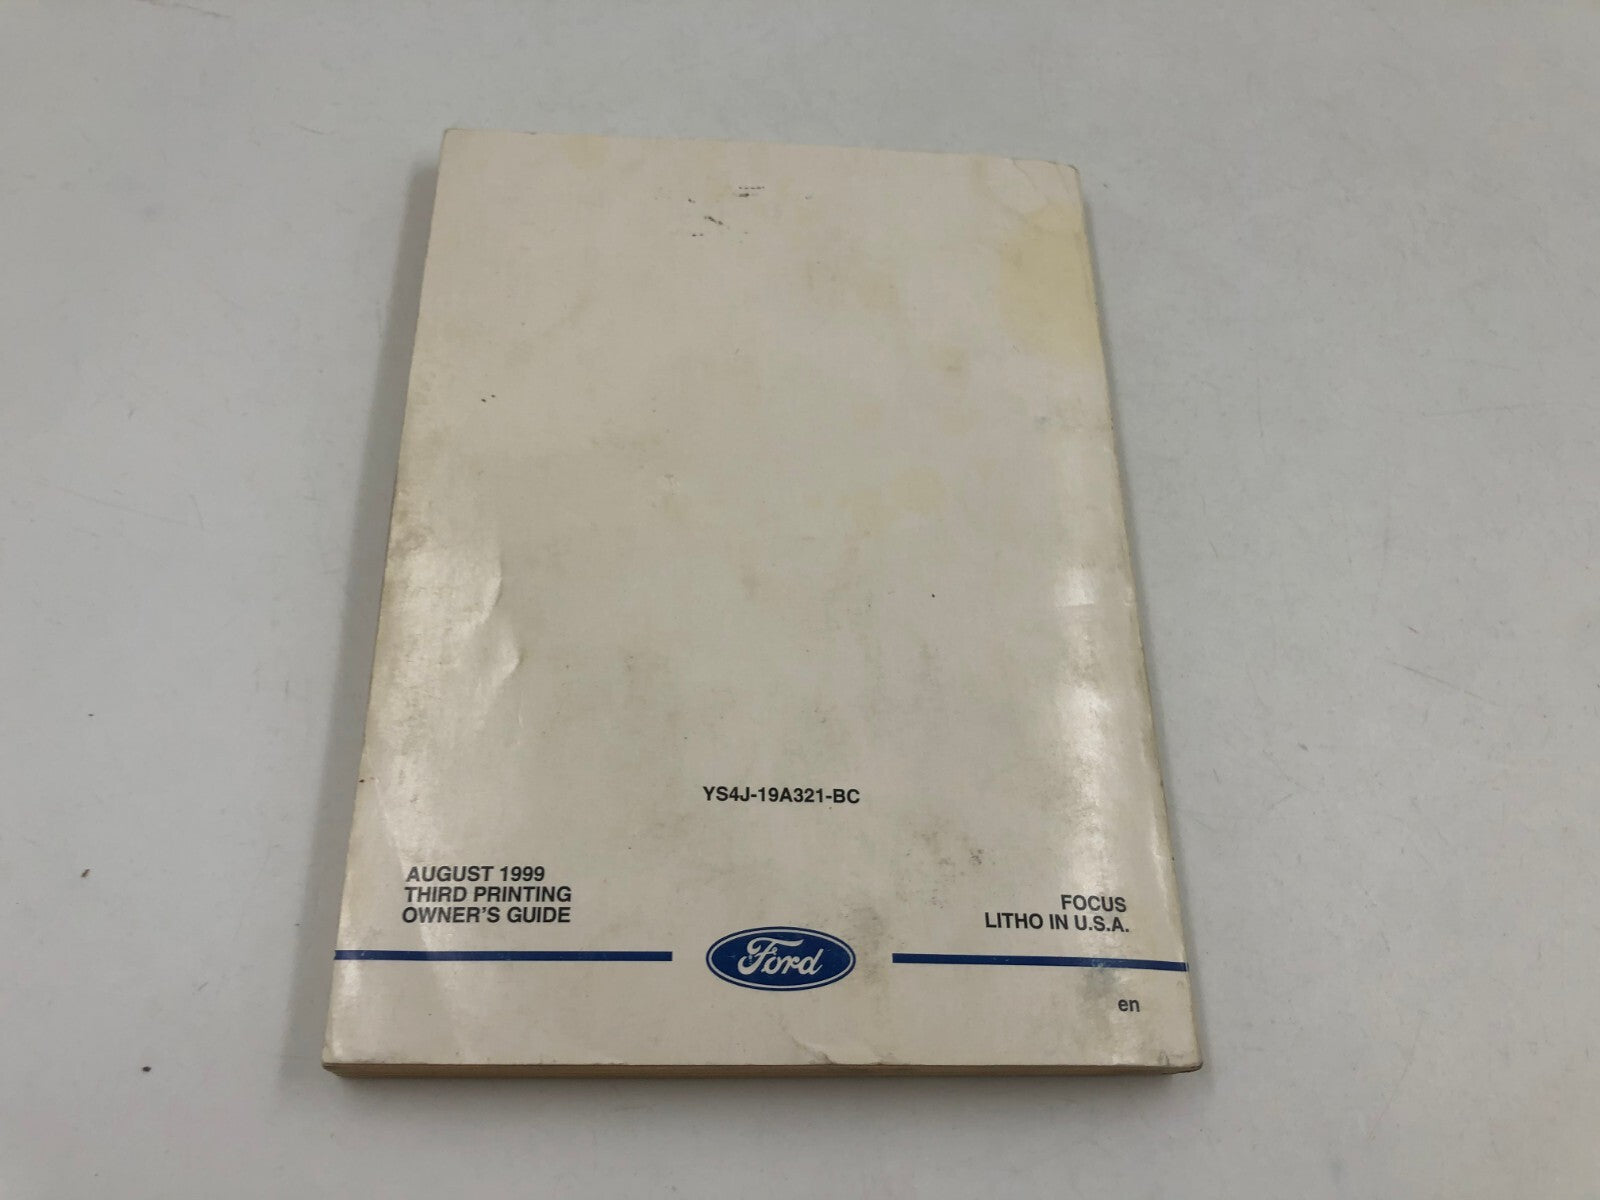 YS4J-19A321-BC
AUGUST 1999
THIRD PRINTING
OWNER'S GUIDE
FOCUS
LITHO IN U.S.A.
Ford
en